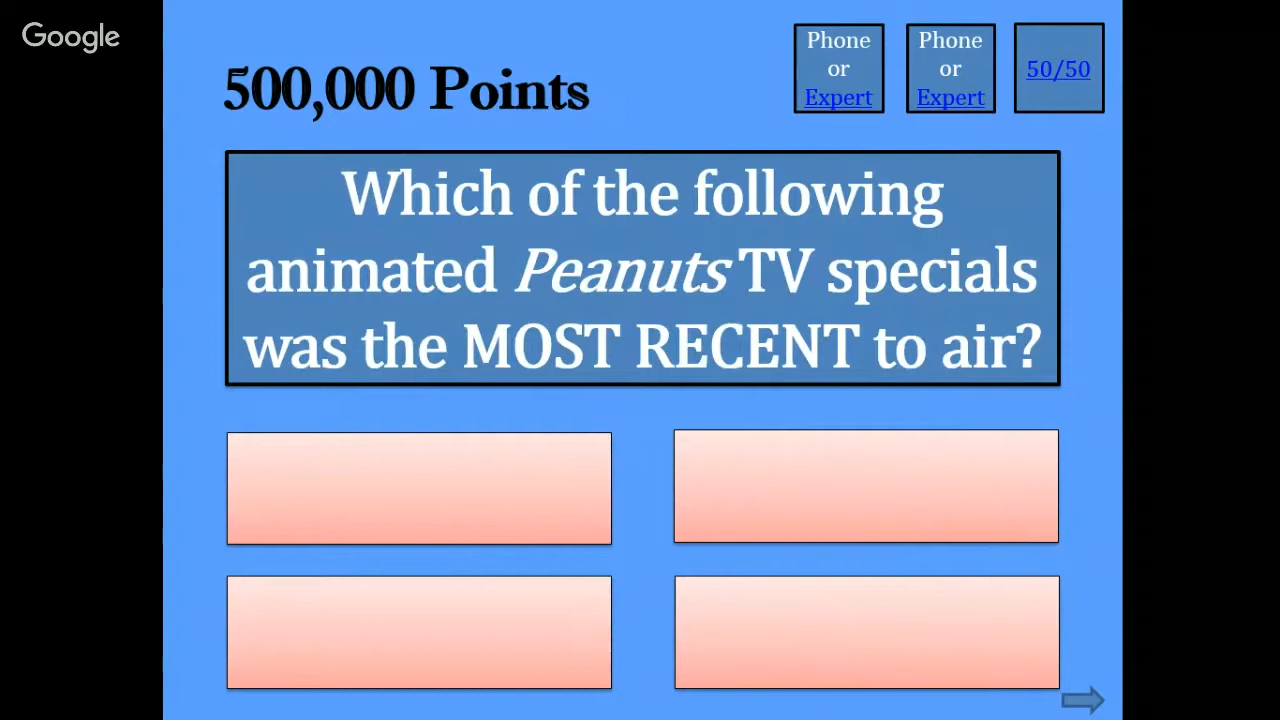 Google
500,000 Points
Phone
or
Expert
Phone
or
Expert
50/50
Which of the following
animated Peanuts TV specials
was the MOST RECENT to air?